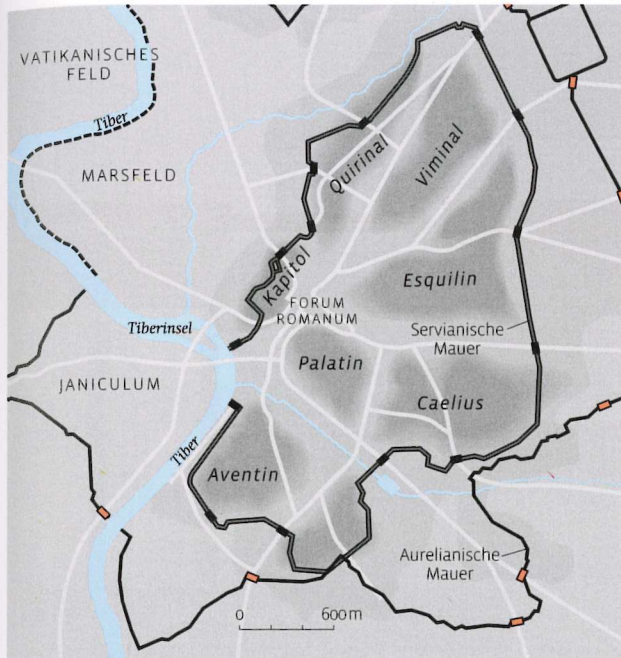 VATIKANISCHES
FELD
Tiber
MARSFELD
Quirinal
Viminal
Kapitol
Esquilin
FORUM
ROMANUM
Tiberinsel
Servianische
Mauer
Palatin
JANICULUM
Caelius
Tiber
Aventin
Aurelianische
Mauer
0 600m